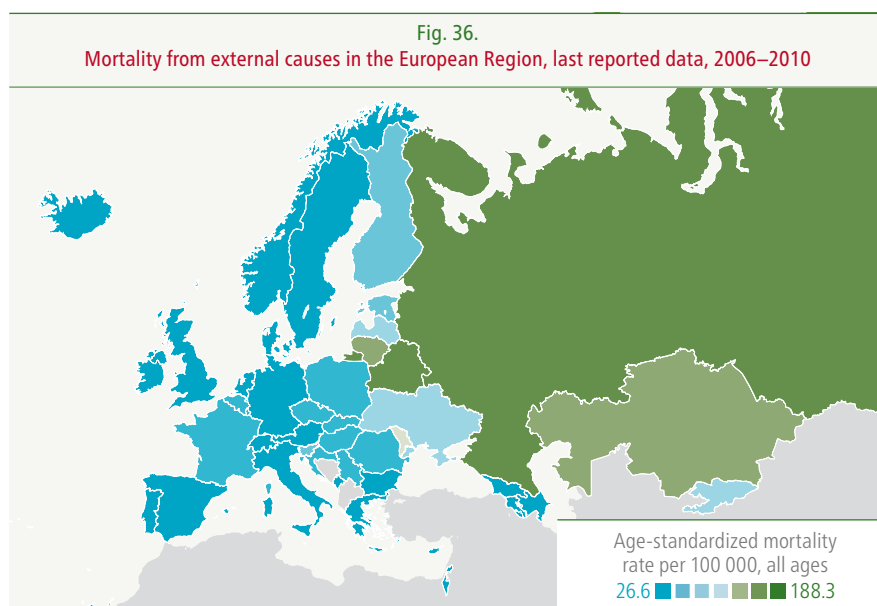 Fig. 36.
Mortality from external causes in the European Region, last reported data, 2006–2010
Age-standardized mortality
rate per 100 000, all ages
26.6 188.3